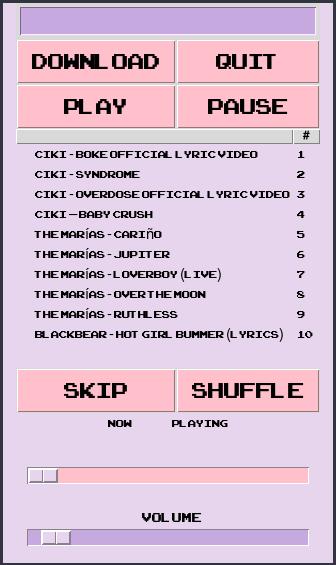 DOWNLOAD QUIT
PLAY PAUSE
#
CIKI - BOKE OFFICIAL LYRIC VIDEO 1
CIKI - SYNDROME 2
CIKI - OVERDOSE OFFICIAL LYRIC VIDEO 3
CIKI – BABY CRUSH 4
THE MARÍAS - CARIÑO 5
THE MARÍAS - JUPITER 6
THE MARÍAS - LOVERBOY (LIVE) 7
THE MARÍAS - OVER THE MOON 8
THE MARÍAS - RUTHLESS 9
BLACKBEAR - HOT GIRL BUMMER (LYRICS) 10
SKIP SHUFFLE
NOW PLAYING
VOLUME